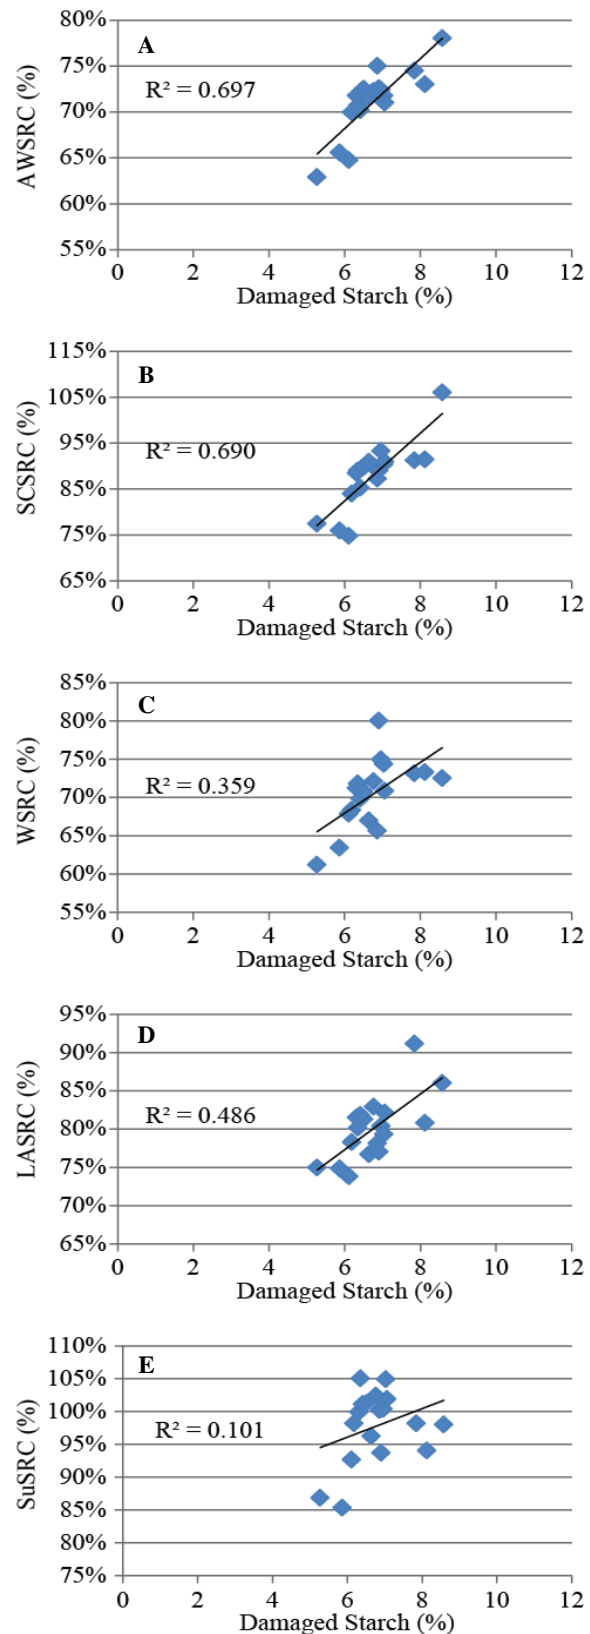 80%
A
75%
R² = 0.697
70%
65%
60%
55%
AWSRC (%)
0 2 4 6 8 10 12
Damaged Starch (%)
115%
B
105%
95%
R² = 0.690
85%
75%
65%
SCSRC (%)
0 2 4 6 8 10 12
Damaged Starch (%)
85%
C
80%
75%
R² = 0.359
70%
65%
60%
55%
WSRC (%)
0 2 4 6 8 10 12
Damaged Starch (%)
95%
D
90%
85%
R² = 0.486
80%
75%
70%
65%
LASRC (%)
0 2 4 6 8 10 12
Damaged Starch (%)
110%
E
105%
100%
R² = 0.101
95%
90%
85%
80%
75%
SuSRC (%)
0 2 4 6 8 10 12
Damaged Starch (%)